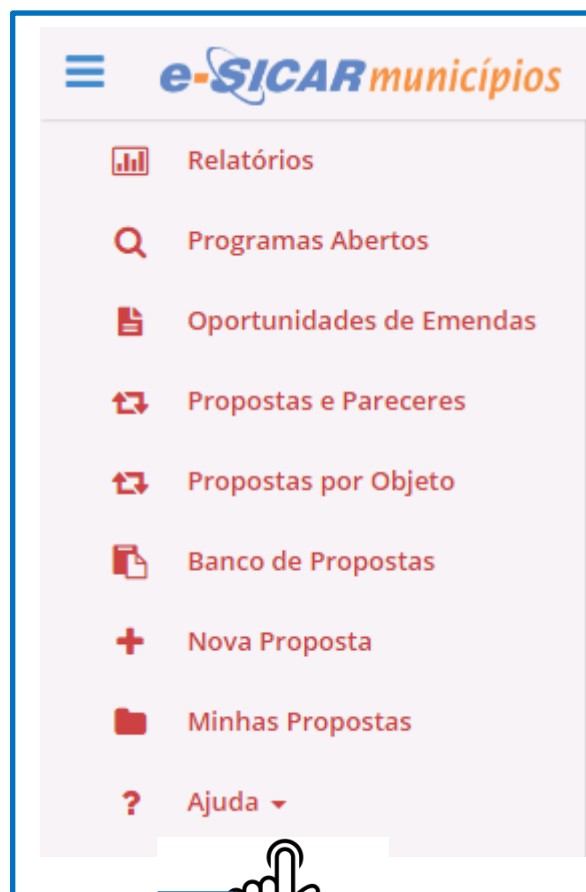 e-SICAR municípios
Relatórios
Programas Abertos
Oportunidades de Emendas
Propostas e Pareceres
Propostas por Objeto
Banco de Propostas
Nova Proposta
Minhas Propostas
? Ajuda